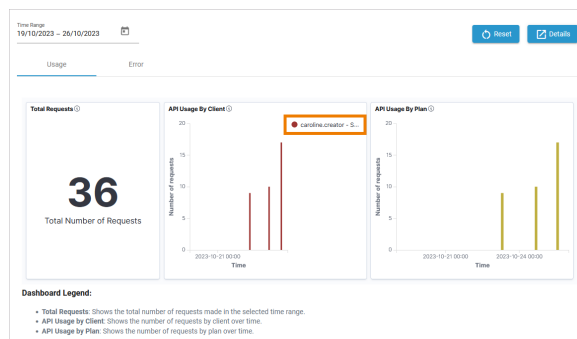 Time Range
19/10/2023 – 26/10/2023
Reset
Details
Usage
Error
Total Requests
36
Total Number of Requests
API Usage By Client
caroline.creator - S...
20
15
10
5
0
Number of requests
2023-10-21 00:00
Time
API Usage By Plan
20
15
10
5
0
Number of requests
2023-10-21 00:00
2023-10-24 00:00
Time
Dashboard Legend:
• Total Requests: Shows the total number of requests made in the selected time range.
• API Usage by Client: Shows the number of requests by client over time.
• API Usage by Plan: Shows the number of requests by plan over time.